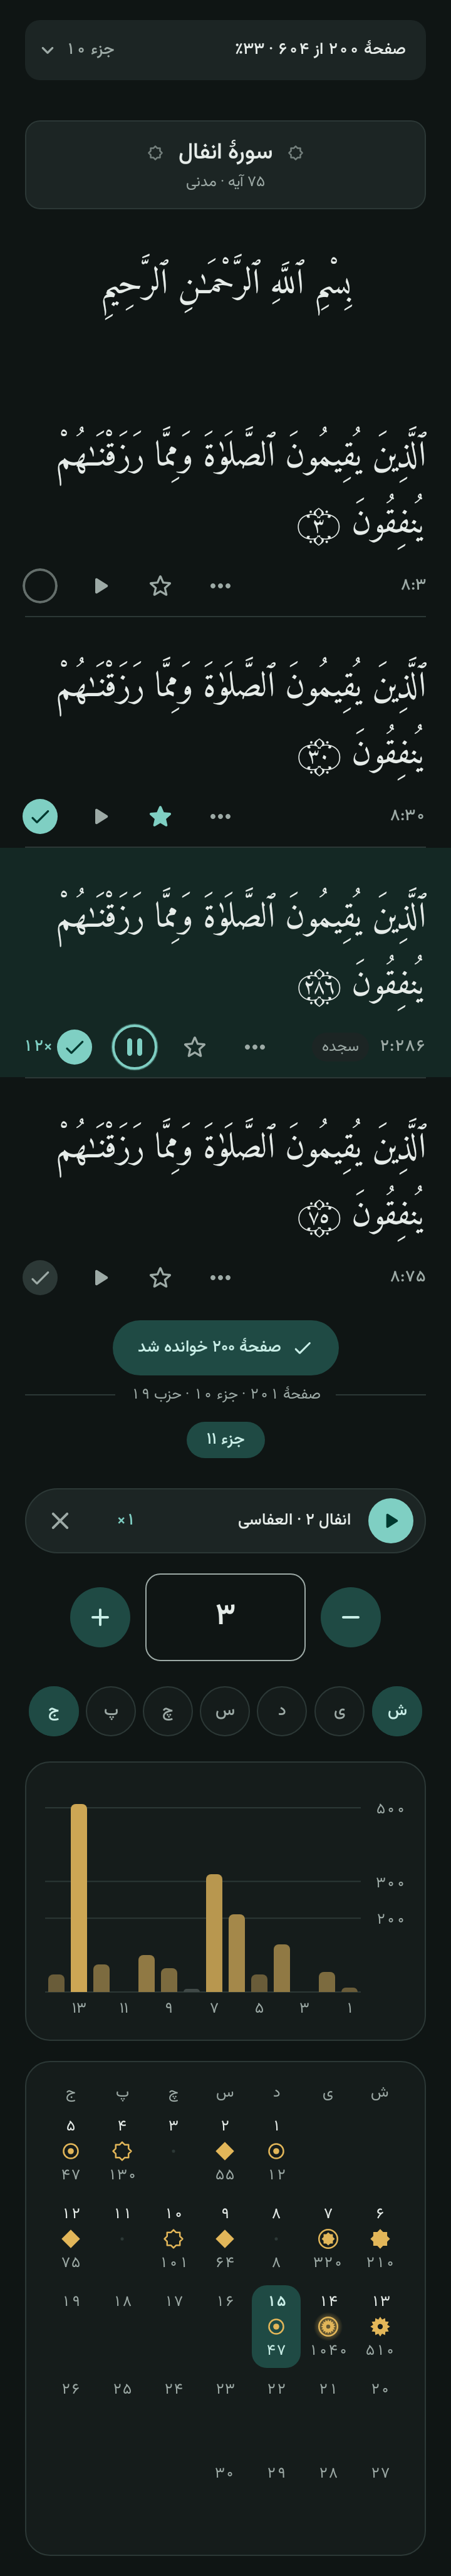 صفحهٔ ۲۰۰ از ۶۰۴ · ۳۳٪ جزء ۱۰
سورهٔ انفال
۷۵ آیه · مدنی
بِسْمِ ٱللَّهِ ٱلرَّحْمَـٰنِ ٱلرَّحِيمِ
ٱلَّذِينَ يُقِيمُونَ ٱلصَّلَوٰةَ وَمِمَّا رَزَقْنَـٰهُمْ
يُنفِقُونَ ٣
۸:۳
ٱلَّذِينَ يُقِيمُونَ ٱلصَّلَوٰةَ وَمِمَّا رَزَقْنَـٰهُمْ
يُنفِقُونَ ٣٠
۸:۳۰
ٱلَّذِينَ يُقِيمُونَ ٱلصَّلَوٰةَ وَمِمَّا رَزَقْنَـٰهُمْ
يُنفِقُونَ ٢٨٦
۲:۲۸۶ سجده ۱۲×
ٱلَّذِينَ يُقِيمُونَ ٱلصَّلَوٰةَ وَمِمَّا رَزَقْنَـٰهُمْ
يُنفِقُونَ ٧٥
۸:۷۵
صفحهٔ ۲۰۰ خوانده شد
صفحهٔ ۲۰۱ · جزء ۱۰ · حزب ۱۹
جزء ۱۱
انفال ۲ · العفاسی ۱×
− ۳ +
ش ی د س چ پ ج
۵۰۰
۳۰۰
۲۰۰
۱ ۳ ۵ ۷ ۹ ۱۱ ۱۳
ش ی د س چ پ ج
۱ ۲ ۳ ۴ ۵
۱۲ ۵۵ ۱۳۰ ۴۷
۶ ۷ ۸ ۹ ۱۰ ۱۱ ۱۲
۲۱۰ ۳۲۰ ۸ ۶۴ ۱۰۱ ۷۵
۱۳ ۱۴ ۱۵ ۱۶ ۱۷ ۱۸ ۱۹
۵۱۰ ۱۰۴۰ ۴۷
۲۰ ۲۱ ۲۲ ۲۳ ۲۴ ۲۵ ۲۶
۲۷ ۲۸ ۲۹ ۳۰